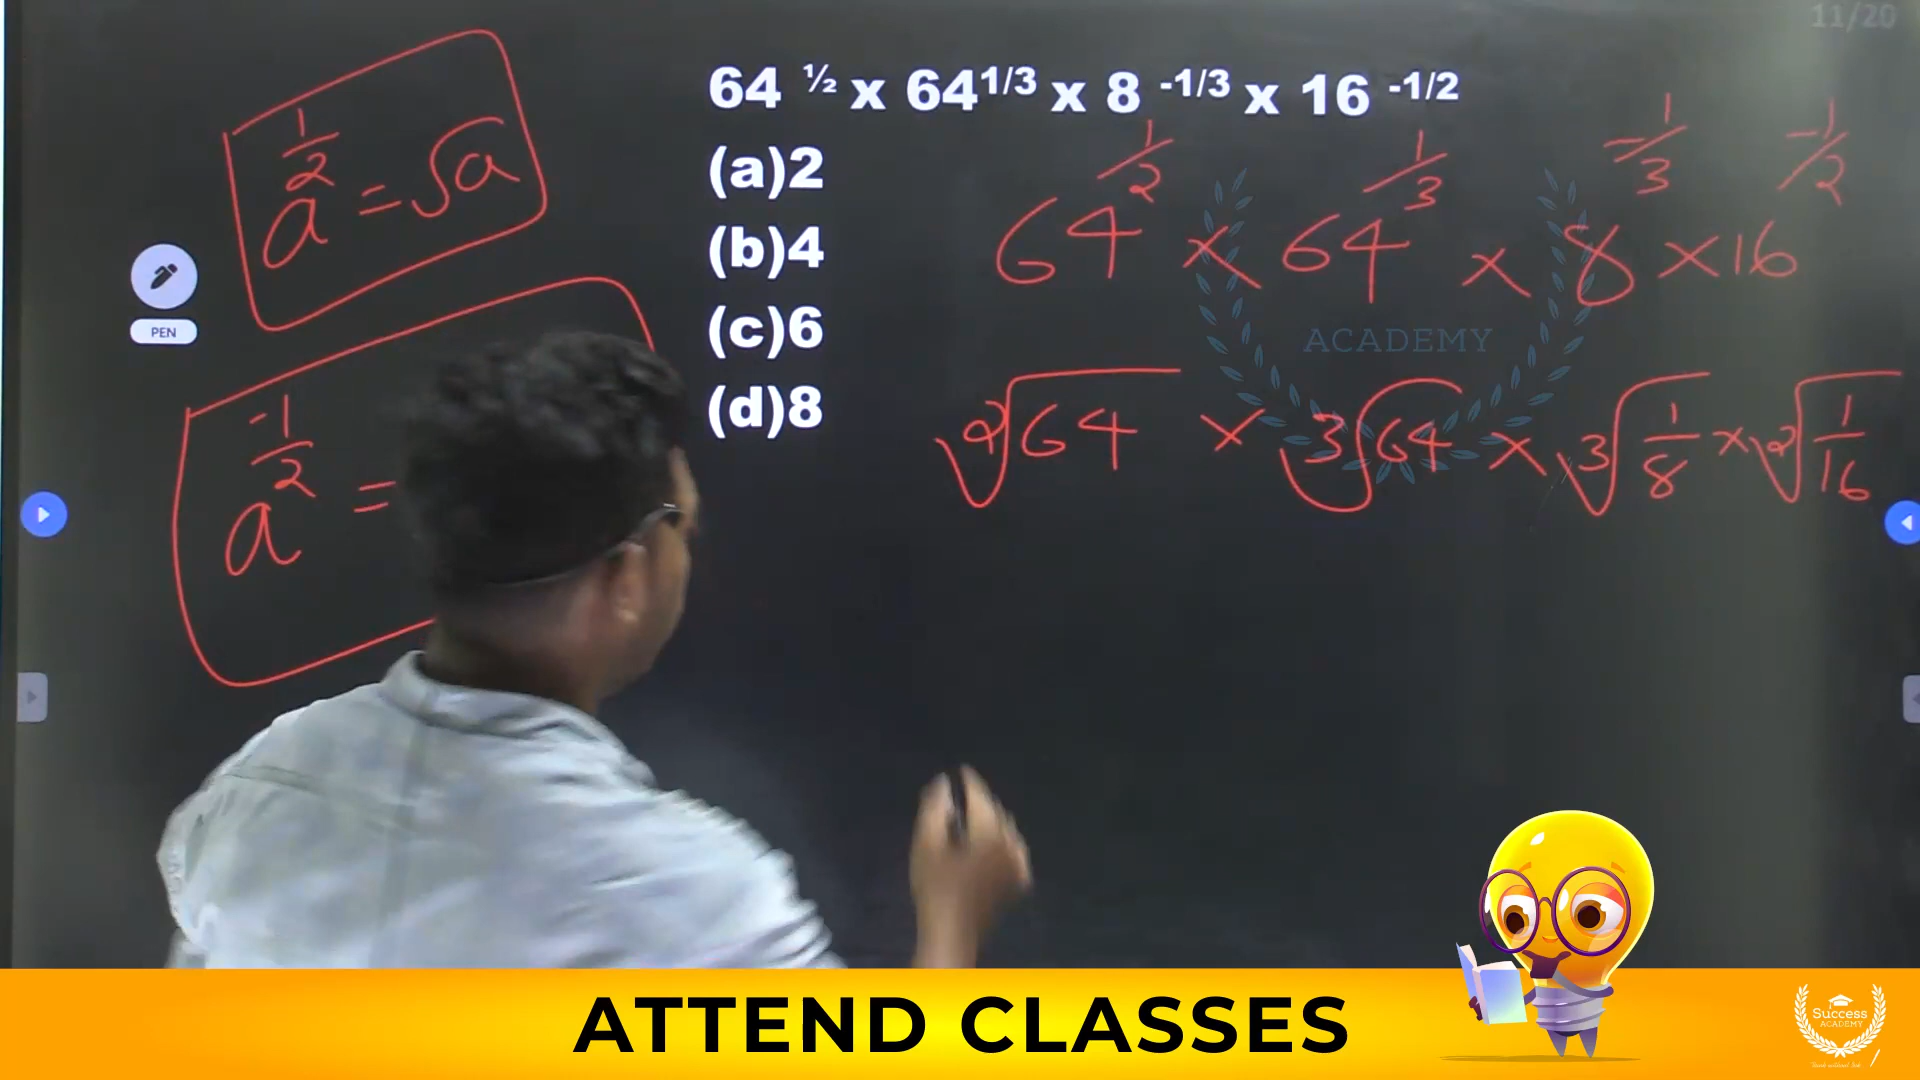 11/20
64 ½ x 64^1/3 x 8 ^-1/3 x 16 ^-1/2
(a)2
(b)4
(c)6
(d)8
a^1/2 = √a
a^-1/2 =
64^1/2 × 64^1/3 × 8^-1/3 × 16^-1/2
²√64 × ³√64 × ³√1/8 × ²√1/16
PEN
ACADEMY
ATTEND CLASSES
Success
ACADEMY